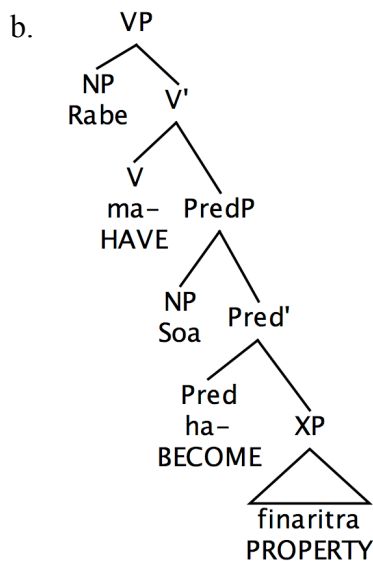 b.
VP
NP
Rabe
V'
V
ma-
HAVE
PredP
NP
Soa
Pred'
Pred
ha-
BECOME
XP
finaritra
PROPERTY